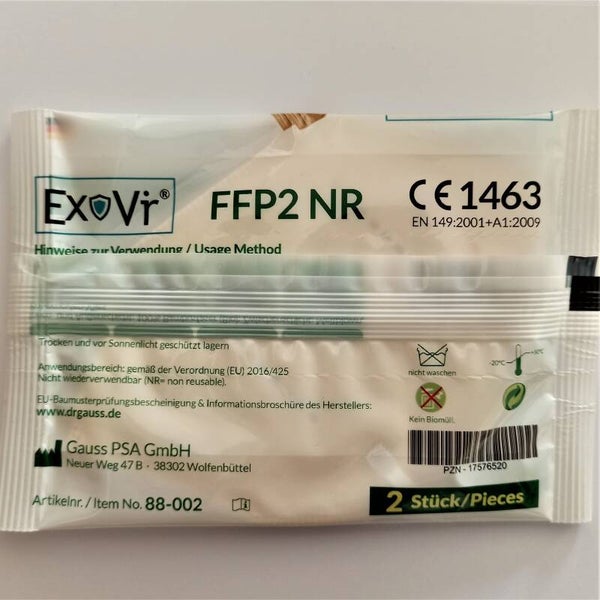 ExoVir®
FFP2 NR
CE 1463
EN 149:2001+A1:2009
Hinweise zur Verwendung / Usage Method
Trocken und vor Sonnenlicht geschützt lagern
Anwendungsbereich: gemäß der Verordnung (EU) 2016/425
Nicht wiederverwendbar (NR= non reusable).
EU-Baumusterprüfungsbescheinigung & Informationsbroschüre des Herstellers:
www.drgauss.de
nicht waschen
-20°C
+30°C
Kein Biomüll.
Gauss PSA GmbH
Neuer Weg 47 B · 38302 Wolfenbüttel
PZN - 17576520
Artikelnr. / Item No. 88-002
2 Stück/Pieces